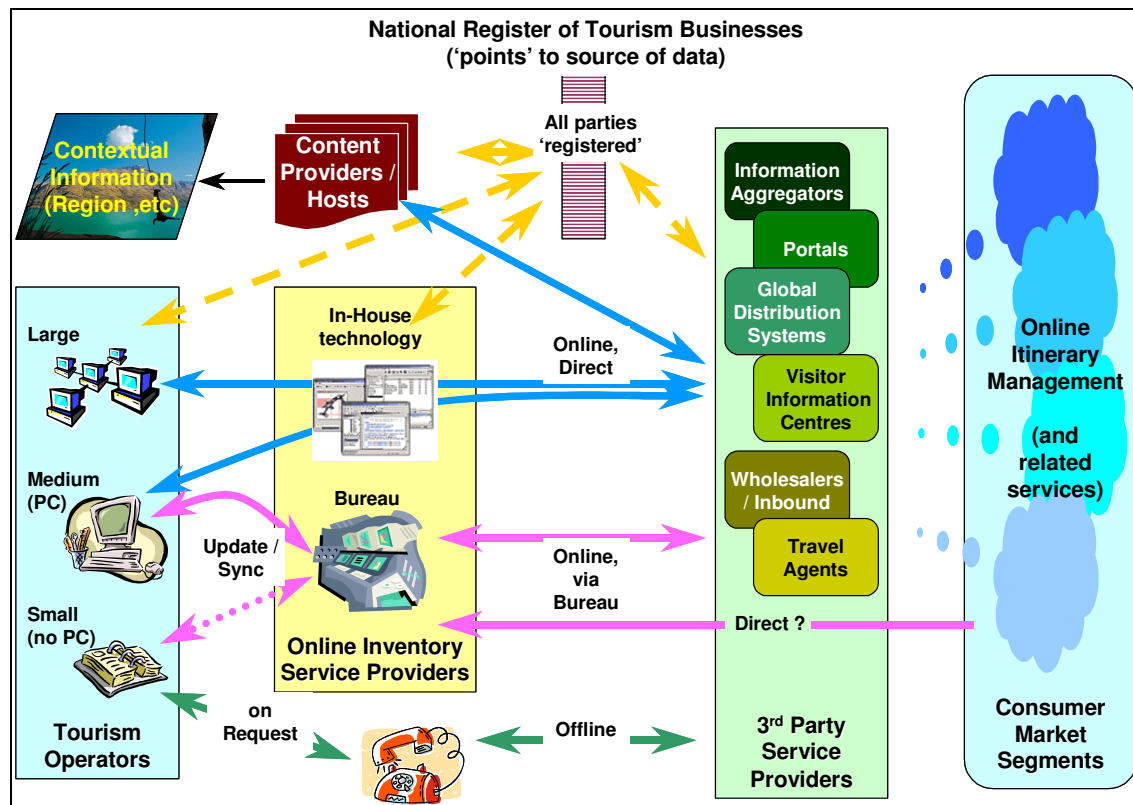 National Register of Tourism Businesses
(‘points’ to source of data)
All parties
‘registered’
Contextual
Information
(Region ,etc)
Content
Providers /
Hosts
Information
Aggregators
Portals
Global
Distribution
Systems
Visitor
Information
Centres
Wholesalers
/ Inbound
Travel
Agents
3rd Party
Service
Providers
Large
Medium
(PC)
Small
(no PC)
Tourism
Operators
In-House
technology
Bureau
Online Inventory
Service Providers
Online,
Direct
Update /
Sync
Online,
via
Bureau
Direct ?
on
Request
Offline
Online
Itinerary
Management
(and
related
services)
Consumer
Market
Segments